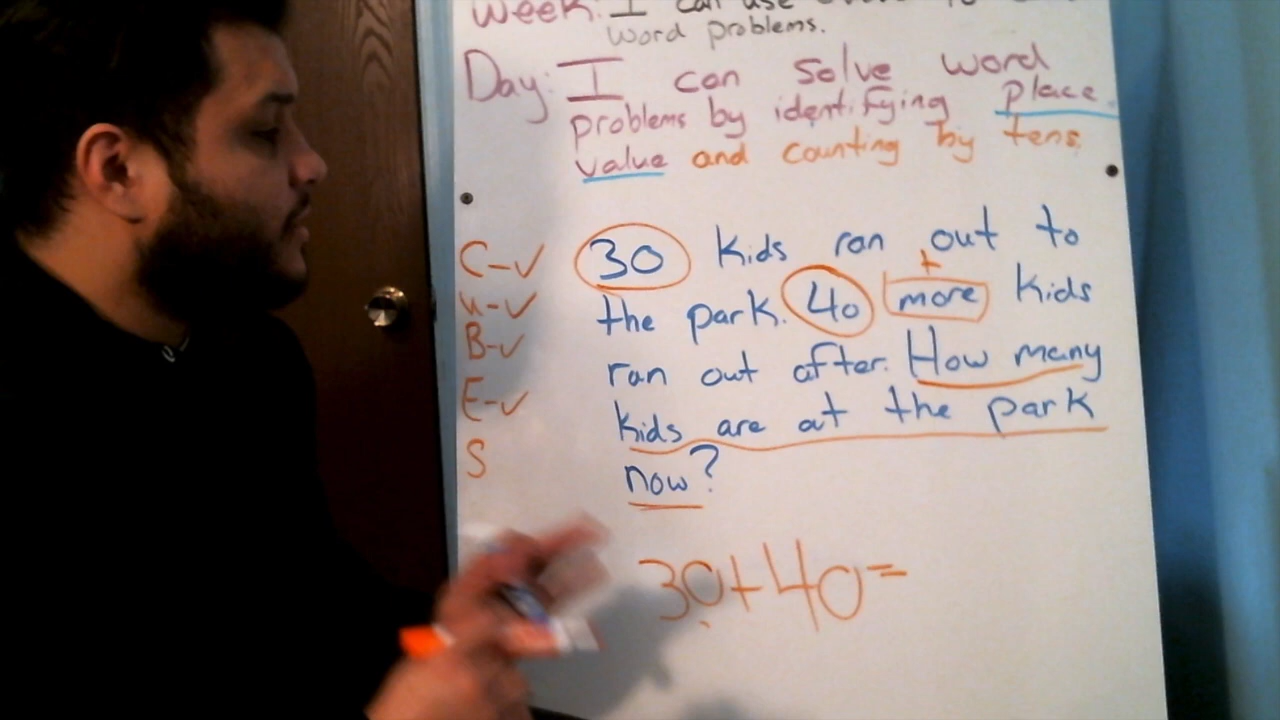 Week: I can use
word problems.
Day: I can solve word
problems by identifying place
value and counting by tens.
C-✓
U-✓
B-✓
E-✓
S
30 kids ran out to
+
the park. 40 more kids
ran out after. How many
kids are at the park
now?
30+40=